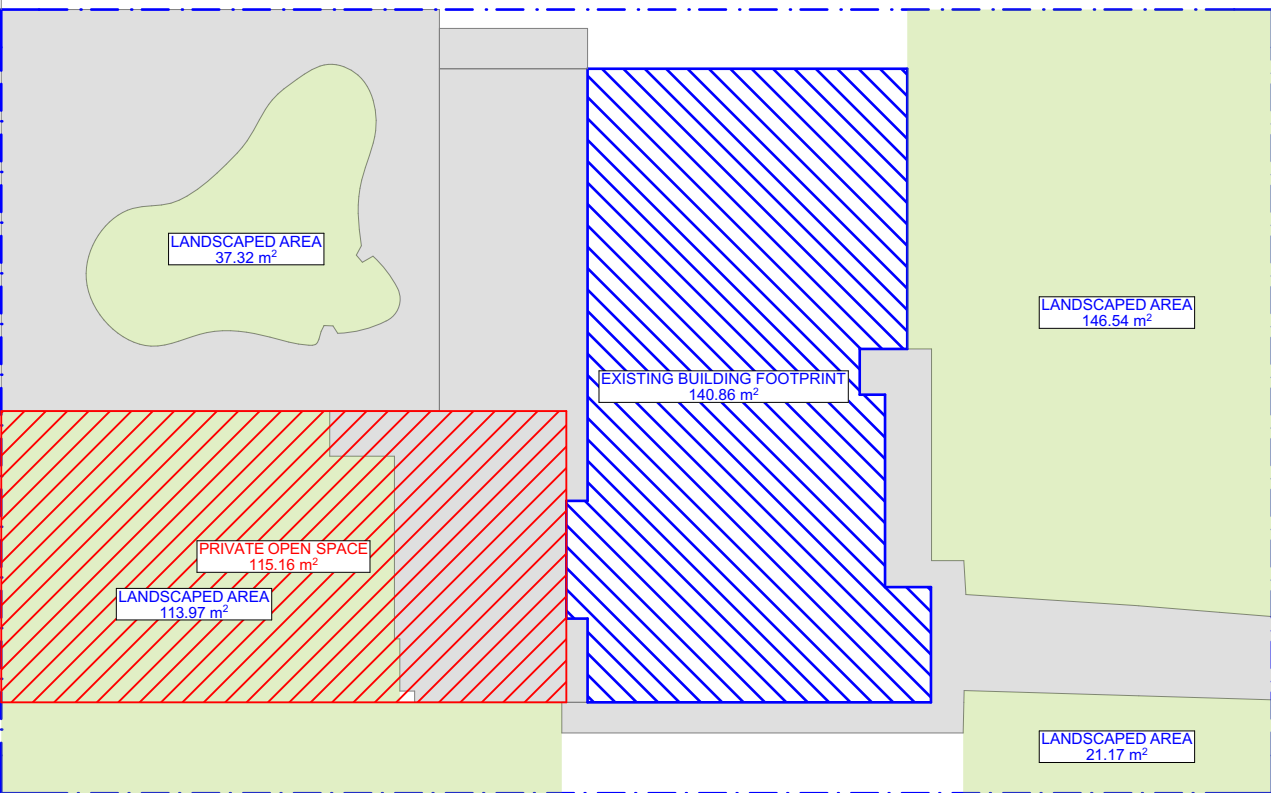 LANDSCAPED AREA
37.32 m²
LANDSCAPED AREA
146.54 m²
EXISTING BUILDING FOOTPRINT
140.86 m²
PRIVATE OPEN SPACE
115.16 m²
LANDSCAPED AREA
113.97 m²
LANDSCAPED AREA
21.17 m²